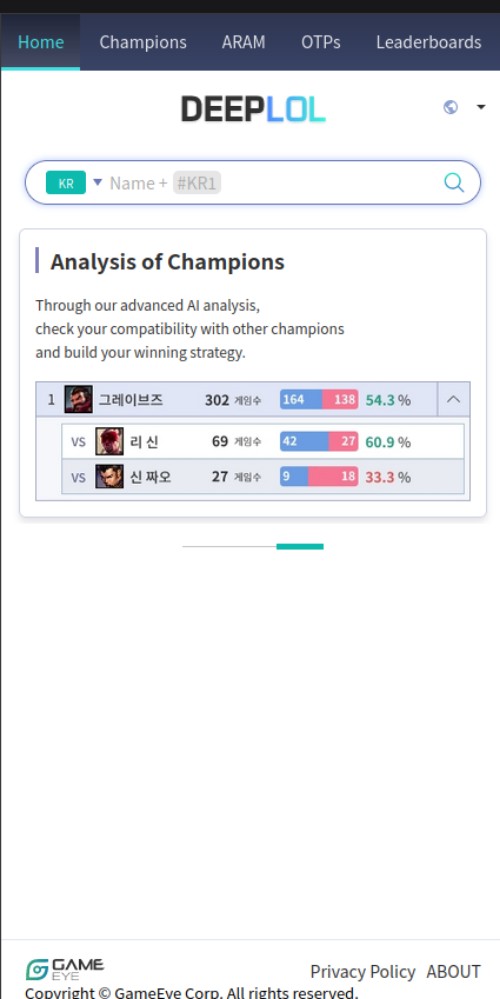 Home Champions ARAM OTPs Leaderboards
DEEPLOL
KR Name + #KR1
Analysis of Champions
Through our advanced AI analysis,
check your compatibility with other champions
and build your winning strategy.
1 그레이브즈 302 게임수 164 138 54.3 %
VS 리 신 69 게임수 42 27 60.9 %
VS 신 짜오 27 게임수 9 18 33.3 %
GAME
EYE
Privacy Policy ABOUT
Copyright © GameEye Corp. All rights reserved.